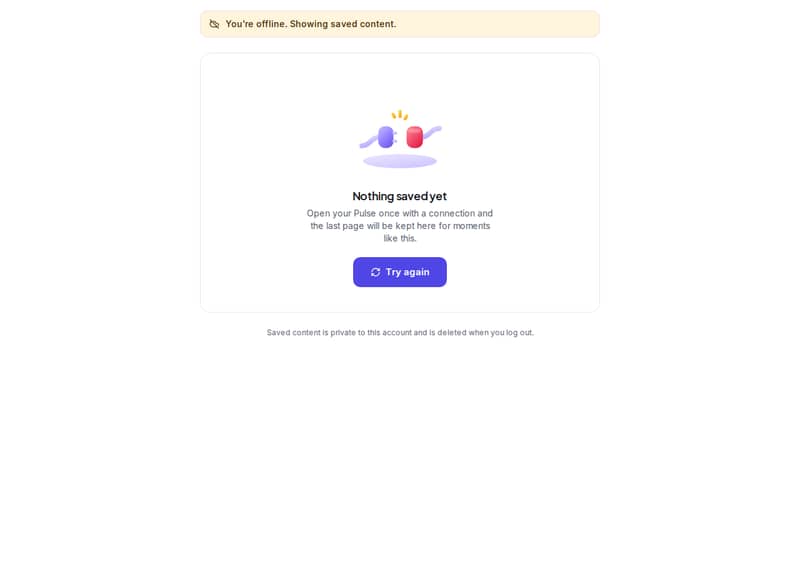 You're offline. Showing saved content.
Nothing saved yet
Open your Pulse once with a connection and
the last page will be kept here for moments
like this.
Try again
Saved content is private to this account and is deleted when you log out.